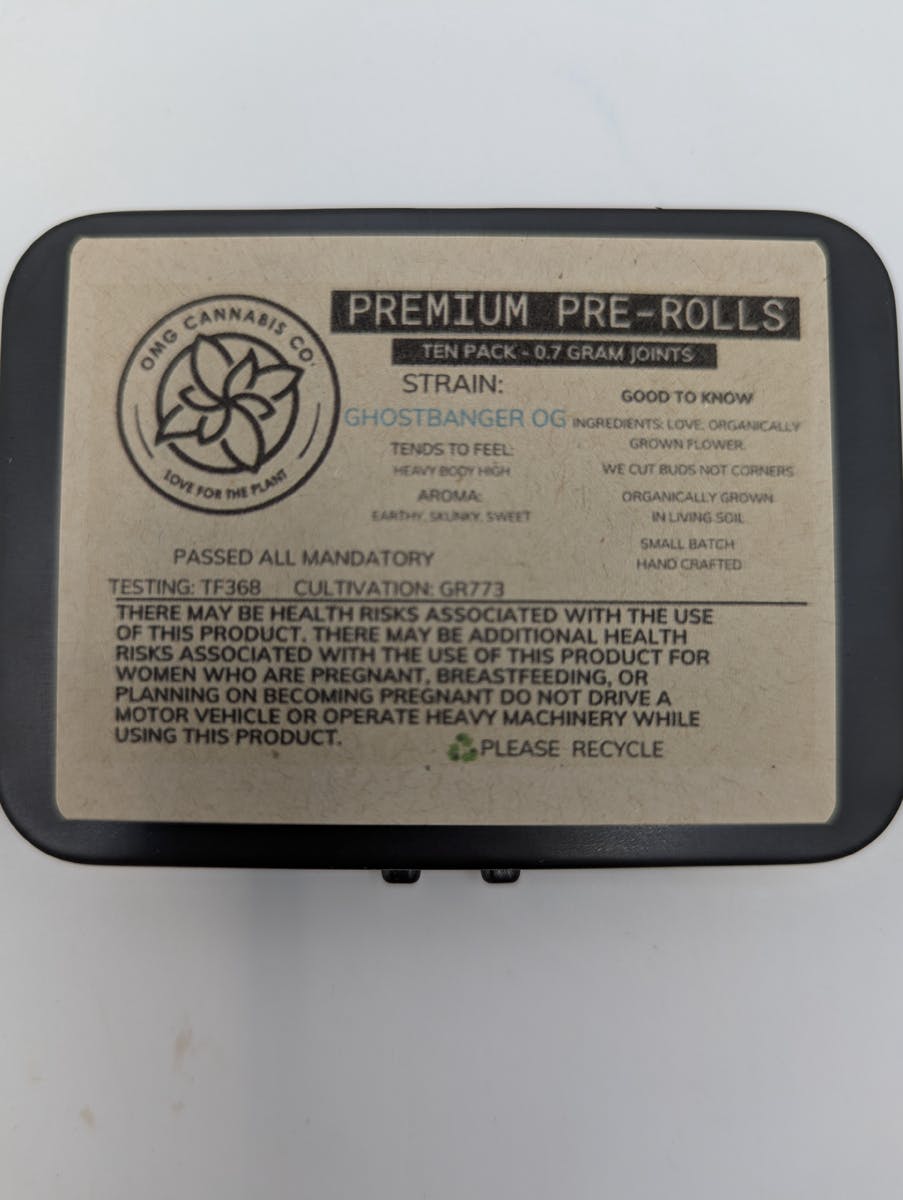 OMG CANNABIS CO.
LOVE FOR THE PLANT
PREMIUM PRE-ROLLS
TEN PACK - 0.7 GRAM JOINTS
STRAIN:
GHOSTBANGER OG
TENDS TO FEEL:
HEAVY BODY HIGH
AROMA:
EARTHY, SKUNKY, SWEET
GOOD TO KNOW
INGREDIENTS: LOVE, ORGANICALLY
GROWN FLOWER.
WE CUT BUDS NOT CORNERS
ORGANICALLY GROWN
IN LIVING SOIL
SMALL BATCH
HAND CRAFTED
PASSED ALL MANDATORY
TESTING: TF368 CULTIVATION: GR773
THERE MAY BE HEALTH RISKS ASSOCIATED WITH THE USE
OF THIS PRODUCT. THERE MAY BE ADDITIONAL HEALTH
RISKS ASSOCIATED WITH THE USE OF THIS PRODUCT FOR
WOMEN WHO ARE PREGNANT, BREASTFEEDING, OR
PLANNING ON BECOMING PREGNANT DO NOT DRIVE A
MOTOR VEHICLE OR OPERATE HEAVY MACHINERY WHILE
USING THIS PRODUCT.
PLEASE RECYCLE